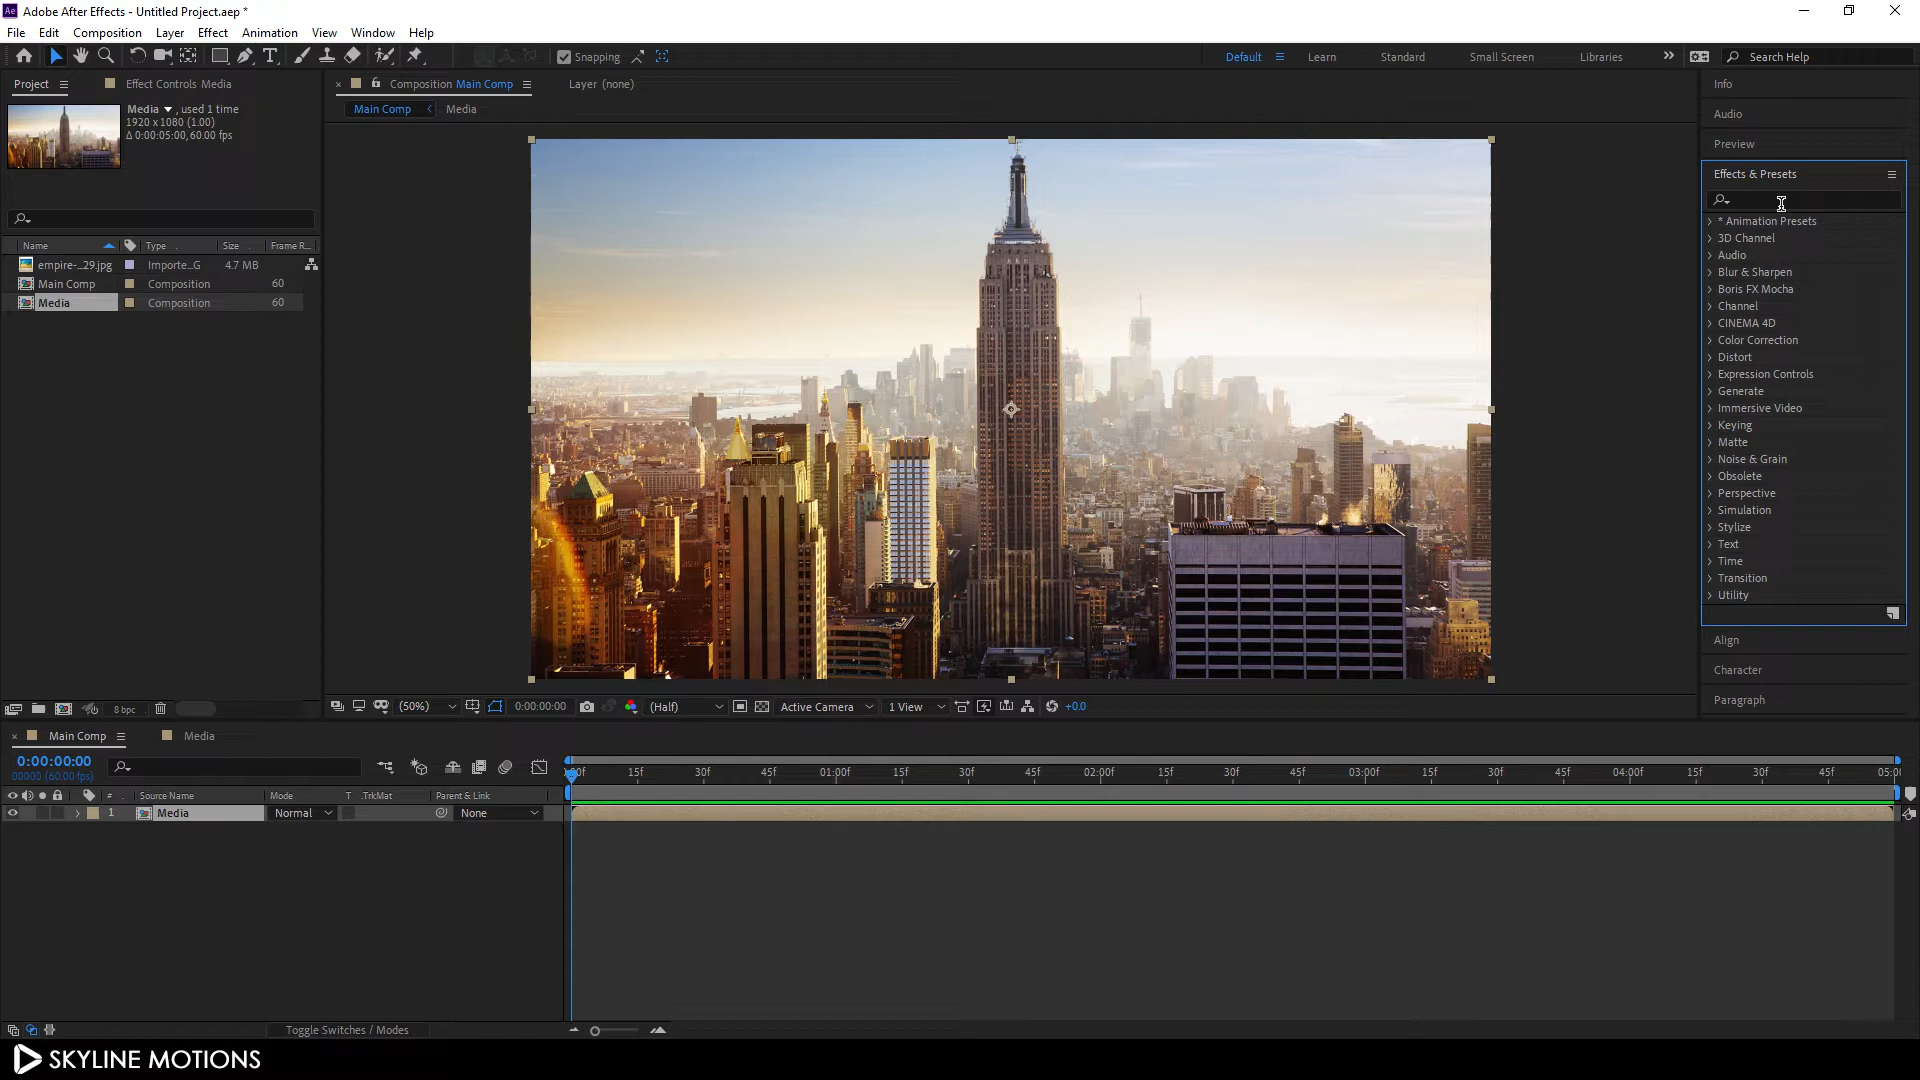 Adobe After Effects - Untitled Project.aep *
File Edit Composition Layer Effect Animation View Window Help
Snapping
Default Learn Standard Small Screen Libraries Search Help
Project Effect Controls Media
Media , used 1 time
1920 x 1080 (1.00)
Δ 0:00:05:00, 60.00 fps
Name Type Size Frame R...
empire-...29.jpg Importe...G 4.7 MB
Main Comp Composition 60
Media Composition 60
8 bpc
Composition Main Comp Layer (none)
Main Comp Media
(50%) 0:00:00:00 (Half) Active Camera 1 View +0.0
Info
Audio
Preview
Effects & Presets
* Animation Presets
3D Channel
Audio
Blur & Sharpen
Boris FX Mocha
Channel
CINEMA 4D
Color Correction
Distort
Expression Controls
Generate
Immersive Video
Keying
Matte
Noise & Grain
Obsolete
Perspective
Simulation
Stylize
Text
Time
Transition
Utility
Align
Character
Paragraph
Main Comp Media
0:00:00:00
00000 (60.00 fps)
:00f 15f 30f 45f 01:00f 15f 30f 45f 02:00f 15f 30f 45f 03:00f 15f 30f 45f 04:00f 15f 30f 45f 05:00
# Source Name Mode T .TrkMat Parent & Link
1 Media Normal None
Toggle Switches / Modes
SKYLINE MOTIONS